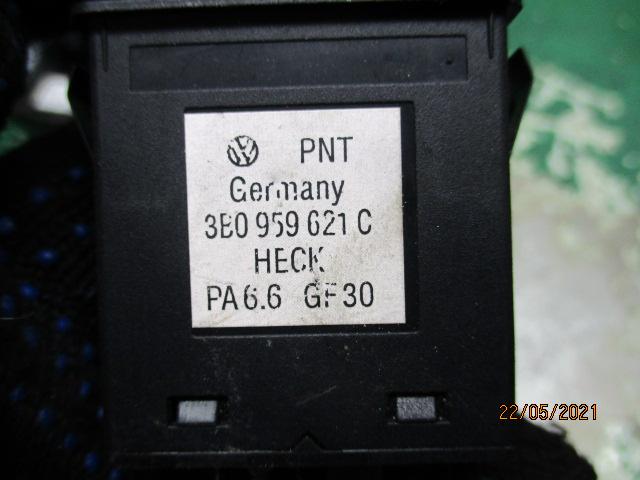 PNT
Germany
3B0 959 621 C
HECK
PA6.6 GF30
22/05/2021